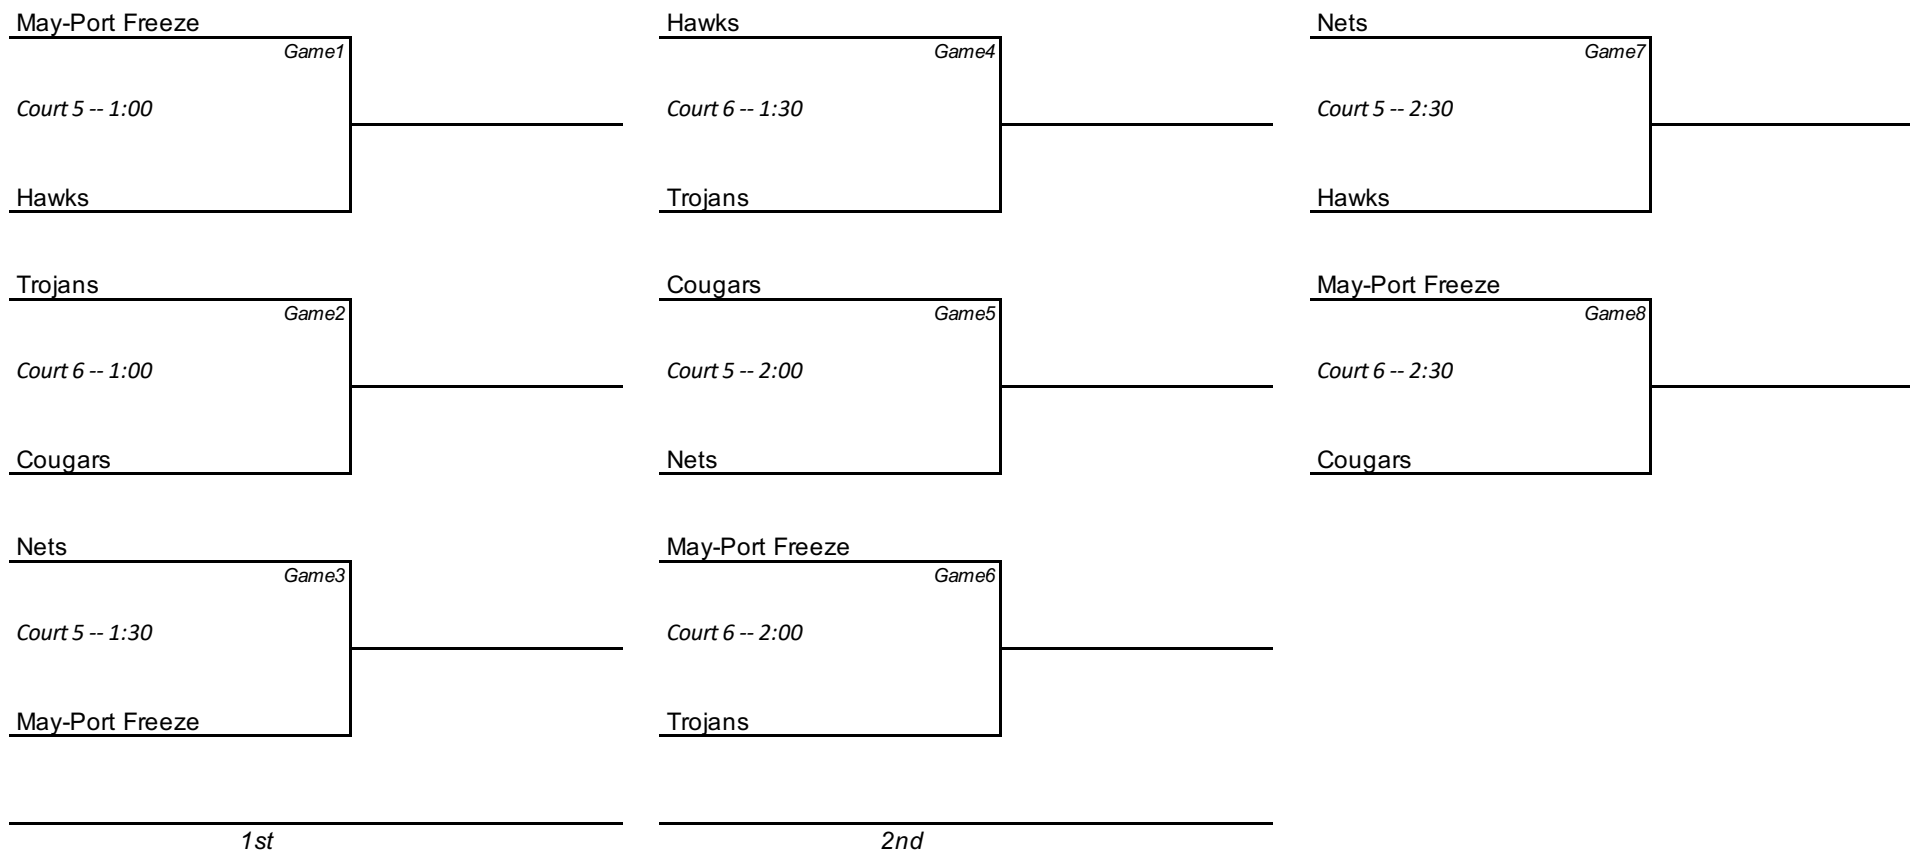 May-Port Freeze
Game1
Court 5 -- 1:00
Hawks
Trojans
Game2
Court 6 -- 1:00
Cougars
Nets
Game3
Court 5 -- 1:30
May-Port Freeze
1st
Hawks
Game4
Court 6 -- 1:30
Trojans
Cougars
Game5
Court 5 -- 2:00
Nets
May-Port Freeze
Game6
Court 6 -- 2:00
Trojans
2nd
Nets
Game7
Court 5 -- 2:30
Hawks
May-Port Freeze
Game8
Court 6 -- 2:30
Cougars